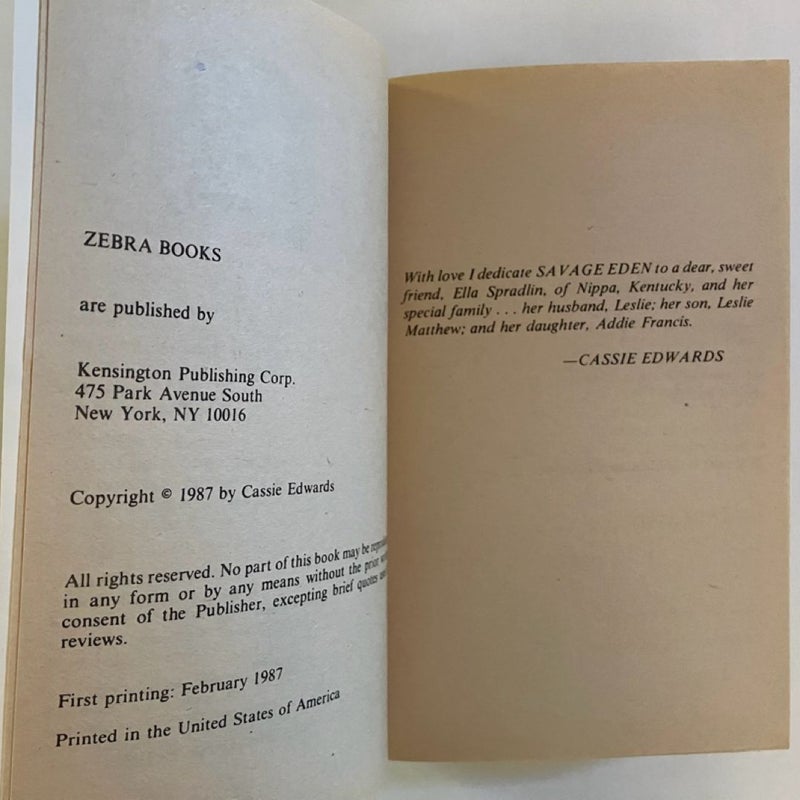 ZEBRA BOOKS
are published by
Kensington Publishing Corp.
475 Park Avenue South
New York, NY 10016
Copyright © 1987 by Cassie Edwards
All rights reserved. No part of this book may be
in any form or by any means without the prior
consent of the Publisher, excepting brief quotes
reviews.
First printing: February 1987
Printed in the United States of America
With love I dedicate SAVAGE EDEN to a dear, sweet
friend, Ella Spradlin, of Nippa, Kentucky, and her
special family . . . her husband, Leslie; her son, Leslie
Matthew; and her daughter, Addie Francis.
—CASSIE EDWARDS